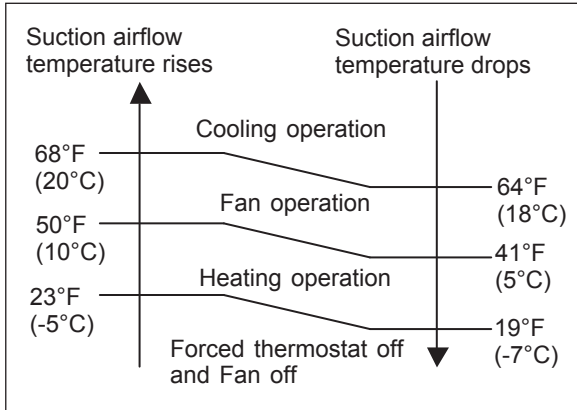 Suction airflow
temperature rises
Suction airflow
temperature drops
Cooling operation
68°F
(20°C)
64°F
(18°C)
Fan operation
50°F
(10°C)
41°F
(5°C)
Heating operation
23°F
(-5°C)
19°F
(-7°C)
Forced thermostat off
and Fan off